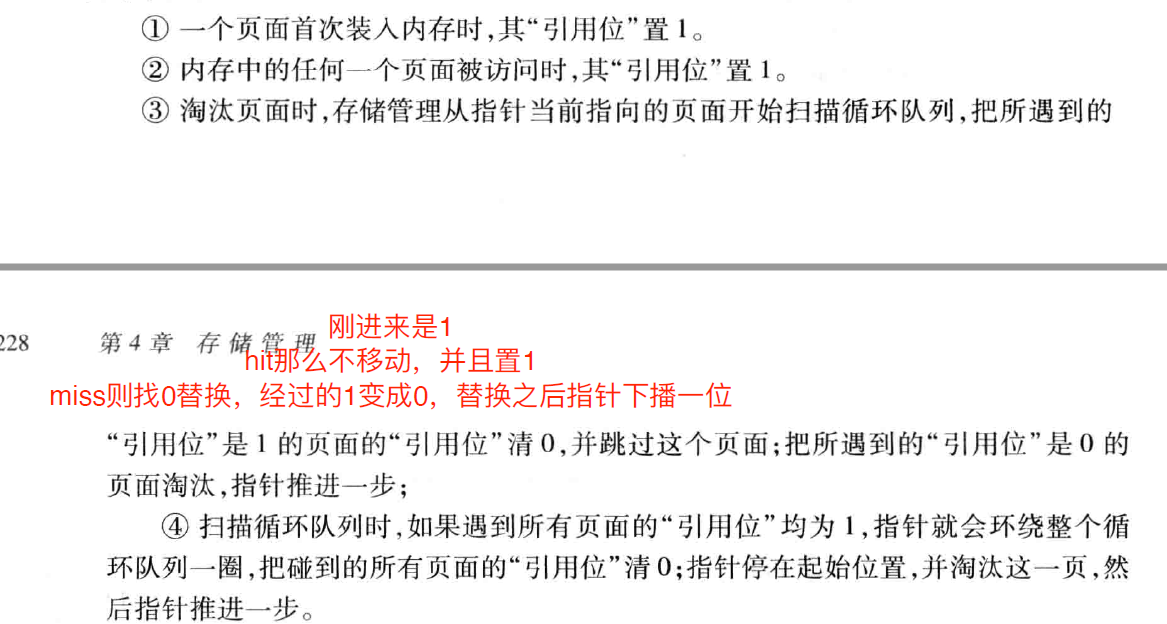 ① 一个页面首次装入内存时,其“引用位”置1。
② 内存中的任何一个页面被访问时,其“引用位”置1。
③ 淘汰页面时,存储管理从指针当前指向的页面开始扫描循环队列,把所遇到的
228 第4章 存储管理
刚进来是1
hit那么不移动，并且置1
miss则找0替换，经过的1变成0，替换之后指针下播一位
“引用位”是1的页面的“引用位”清0,并跳过这个页面;把所遇到的“引用位”是0的
页面淘汰,指针推进一步;
④ 扫描循环队列时,如果遇到所有页面的“引用位”均为1,指针就会环绕整个循
环队列一圈,把碰到的所有页面的“引用位”清0;指针停在起始位置,并淘汰这一页,然
后指针推进一步。